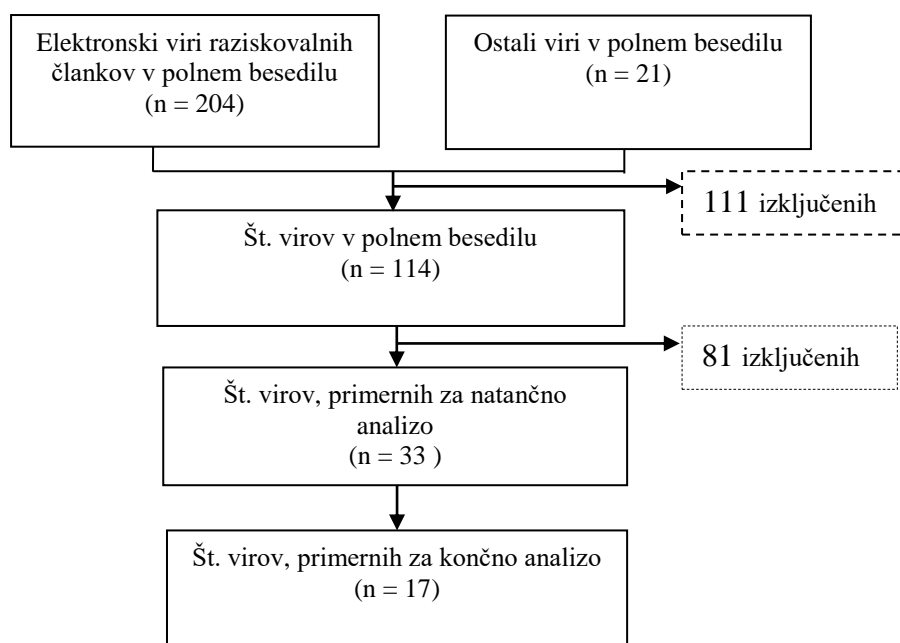 Elektronski viri raziskovalnih
člankov v polnem besedilu
(n = 204)
Ostali viri v polnem besedilu
(n = 21)
111 izključenih
Št. virov v polnem besedilu
(n = 114)
81 izključenih
Št. virov, primernih za natančno
analizo
(n = 33 )
Št. virov, primernih za končno analizo
(n = 17)